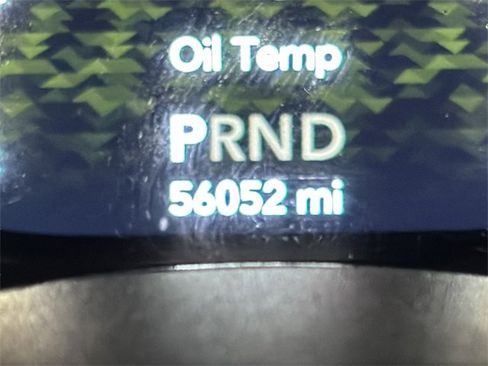 Oil Temp
PRND
56052 mi